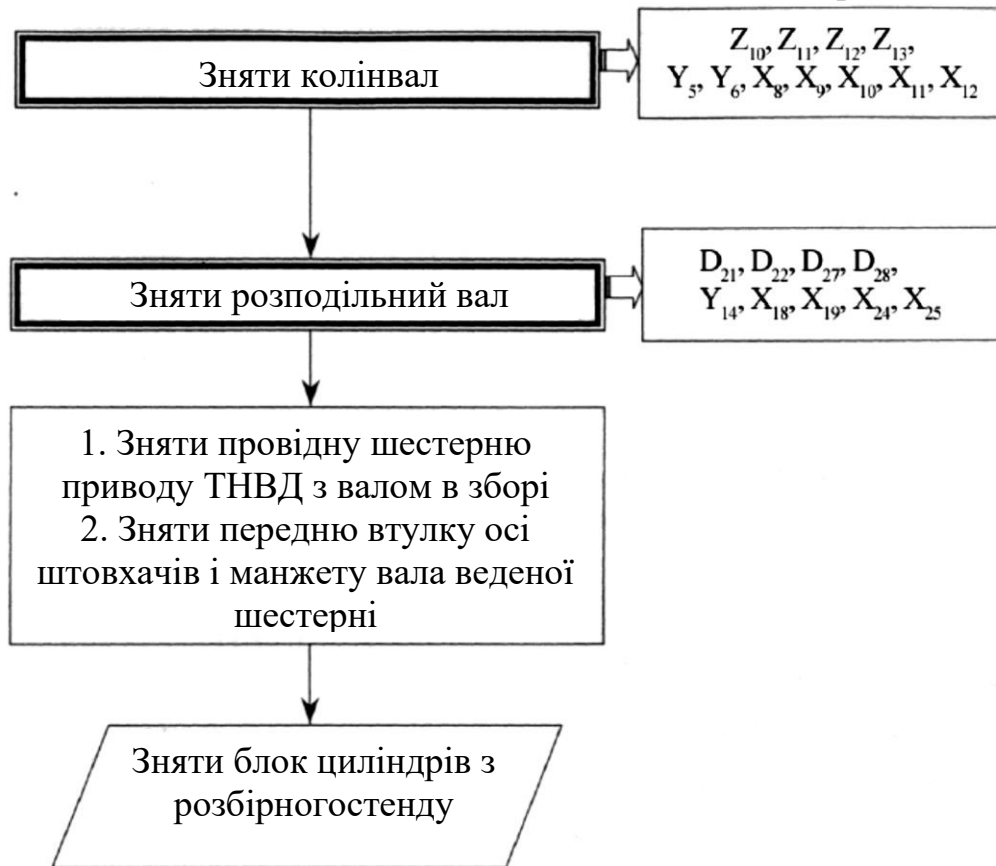 Зняти колінвал
Z₁₀, Z₁₁, Z₁₂, Z₁₃,
Y₅, Y₆, X₈, X₉, X₁₀, X₁₁, X₁₂
Зняти розподільний вал
D₂₁, D₂₂, D₂₇, D₂₈,
Y₁₄, X₁₈, X₁₉, X₂₄, X₂₅
1. Зняти провідну шестерню
приводу ТНВД з валом в зборі
2. Зняти передню втулку осі
штовхачів і манжету вала веденої
шестерні
Зняти блок циліндрів з
розбірногостенду